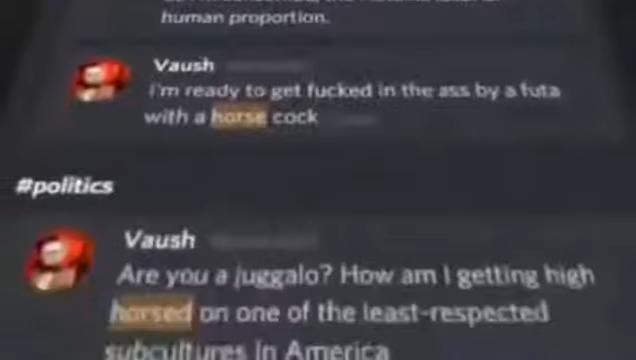 human proportion.
Vaush
I'm ready to get fucked in the ass by a futa
with a horse cock
#politics
Vaush
Are you a juggalo? How am I getting high
horsed on one of the least-respected
subcultures in America